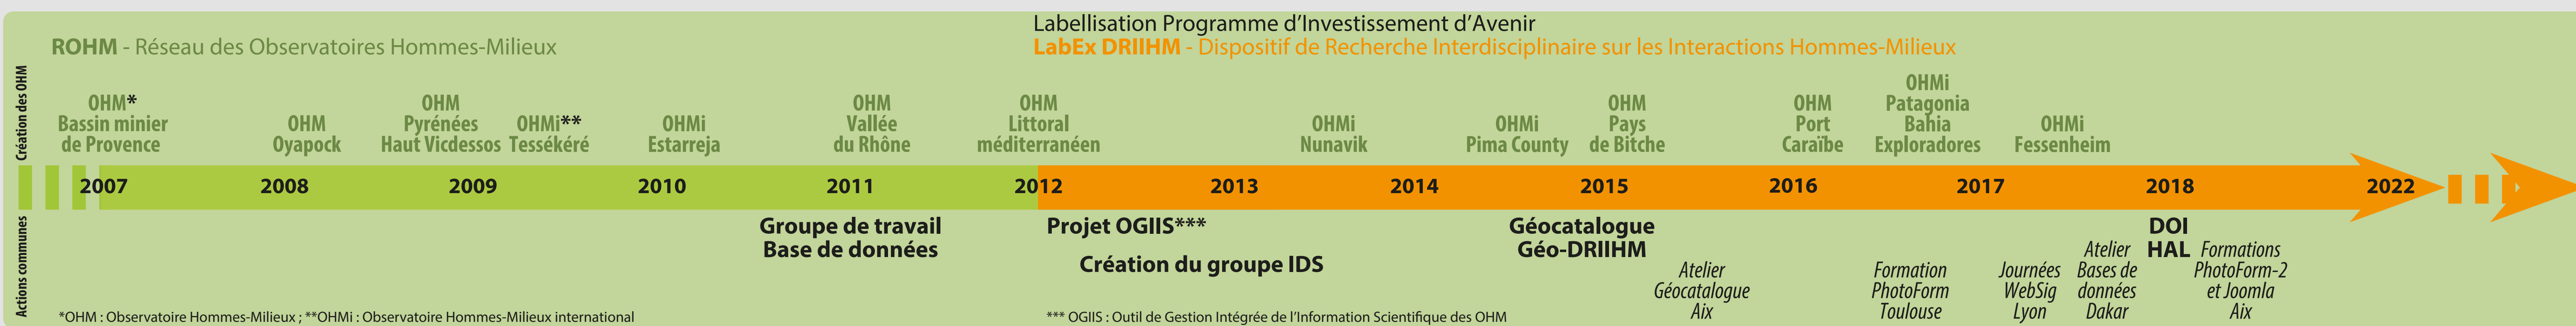 Labellisation Programme d'Investissement d'Avenir
ROHM - Réseau des Observatoires Hommes-Milieux
LabEx DRIIHM - Dispositif de Recherche Interdisciplinaire sur les Interactions Hommes-Milieux
Création des OHM
OHM*
Bassin minier
de Provence
OHM
Oyapock
OHM
Pyrénées
Haut Vicdessos
OHMi**
Tessékéré
OHMi
Estarreja
OHM
Vallée
du Rhône
OHM
Littoral
méditerranéen
OHMi
Nunavik
OHMi
Pima County
OHM
Pays
de Bitche
OHM
Port
Caraïbe
OHMi
Patagonia
Bahia
Exploradores
OHMi
Fessenheim
2007 2008 2009 2010 2011 2012 2013 2014 2015 2016 2017 2018 2022
Actions communes
Groupe de travail
Base de données
Projet OGIIS***
Création du groupe IDS
Géocatalogue
Géo-DRIIHM
Atelier
Géocatalogue
Aix
Formation
PhotoForm
Toulouse
Journées
WebSig
Lyon
Atelier
Bases de
données
Dakar
DOI
HAL
Formations
PhotoForm-2
et Joomla
Aix
*OHM : Observatoire Hommes-Milieux ; **OHMi : Observatoire Hommes-Milieux international
*** OGIIS : Outil de Gestion Intégrée de l'Information Scientifique des OHM